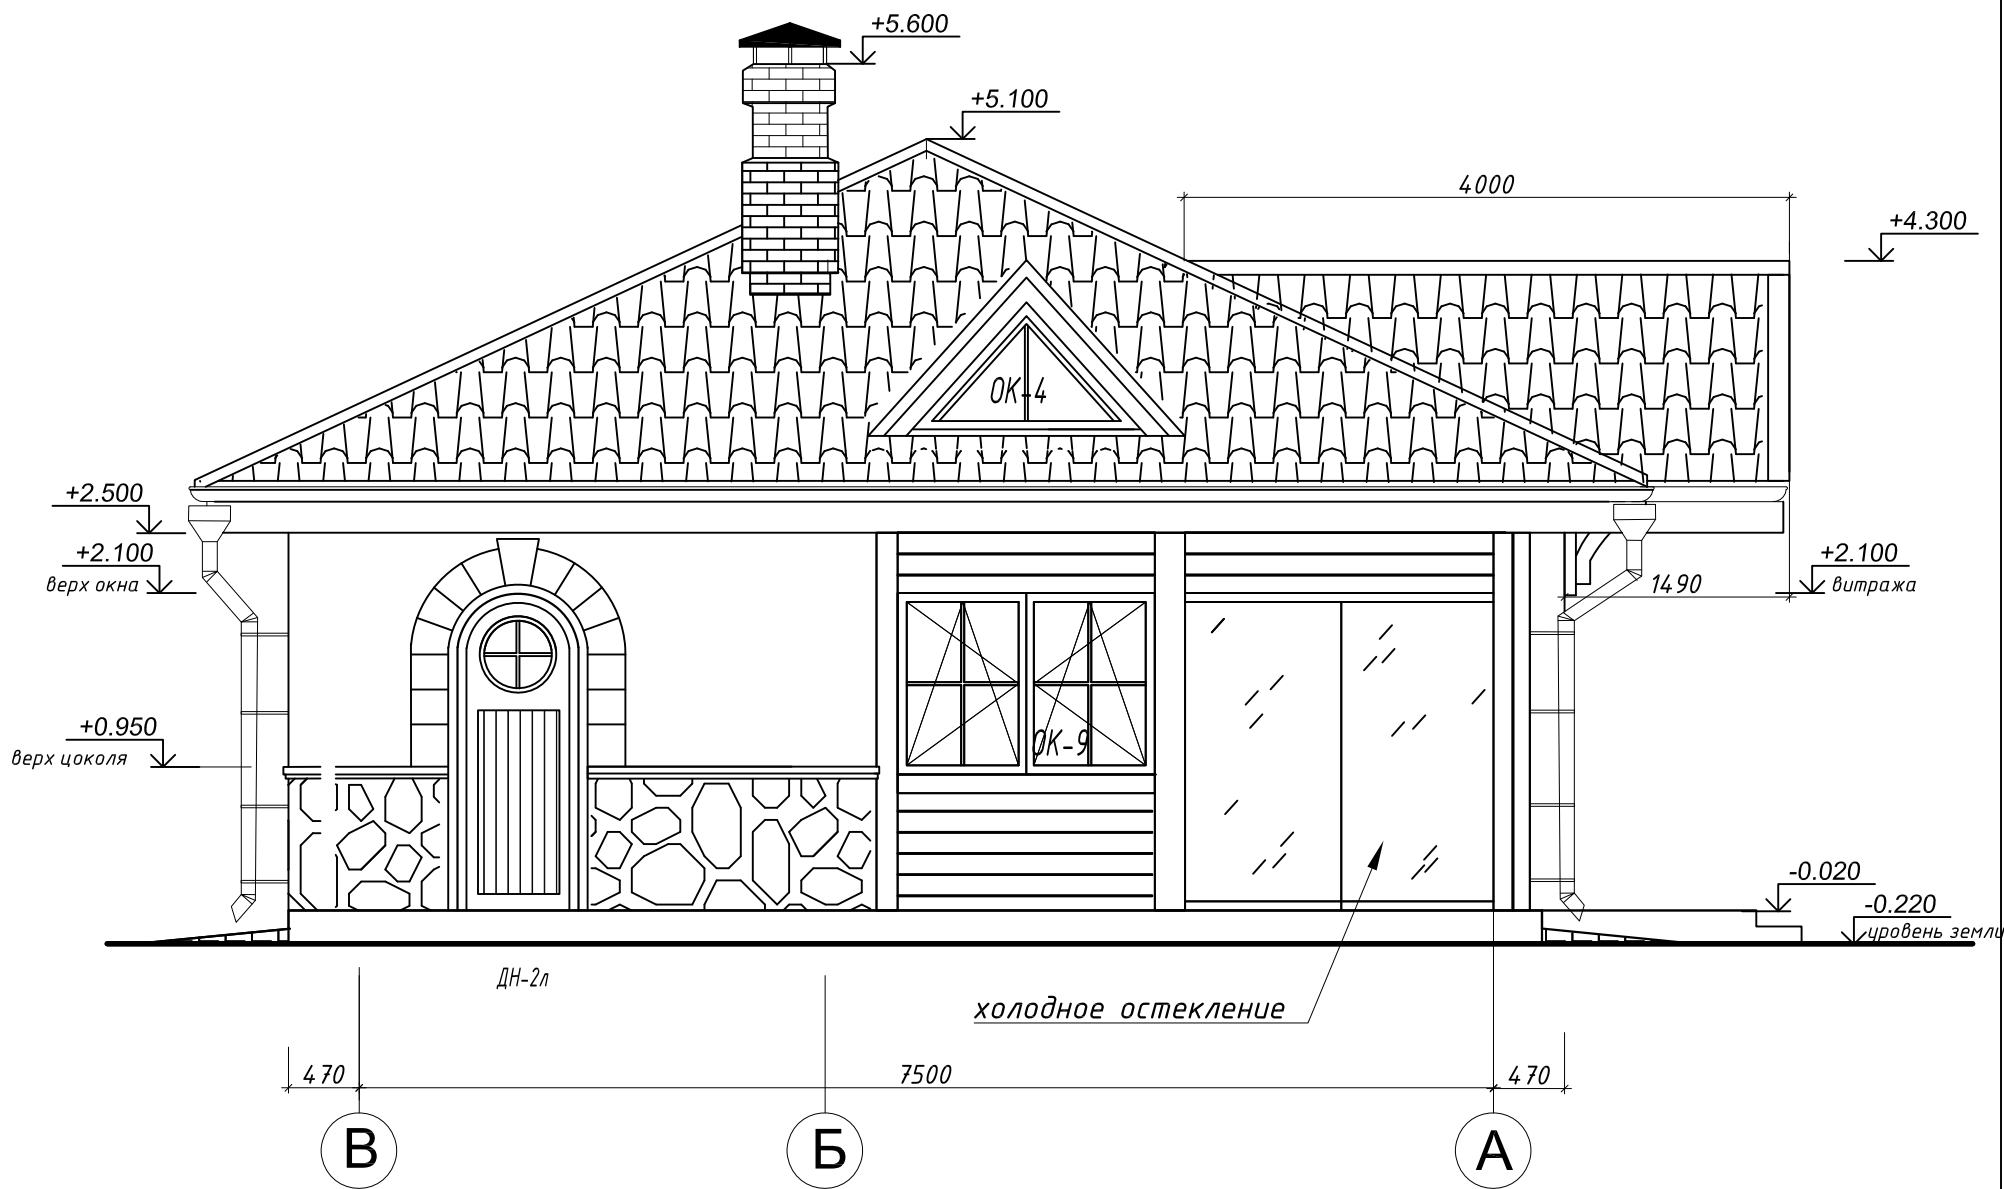 +5.600
+5.100
4000
+4.300
ОК-4
+2.500
+2.100
верх окна
+2.100
витража
1490
+0.950
верх цоколя
ОК-9
-0.020
-0.220
уровень земли
ДН-2л
холодное остекление
470
7500
470
В
Б
А